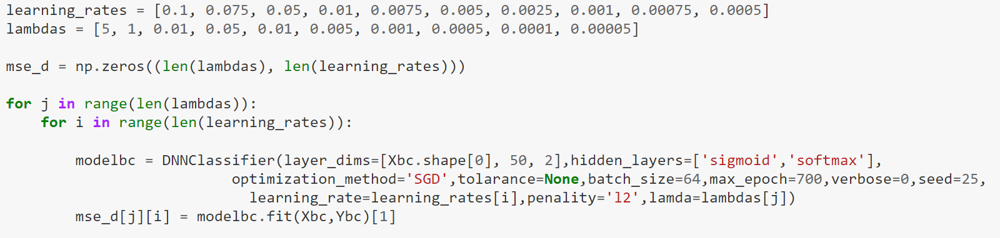 learning_rates = [0.1, 0.075, 0.05, 0.01, 0.0075, 0.005, 0.0025, 0.001, 0.00075, 0.0005]
lambdas = [5, 1, 0.01, 0.05, 0.01, 0.005, 0.001, 0.0005, 0.0001, 0.00005]

mse_d = np.zeros((len(lambdas), len(learning_rates)))

for j in range(len(lambdas)):
    for i in range(len(learning_rates)):

        modelbc = DNNClassifier(layer_dims=[Xbc.shape[0], 50, 2],hidden_layers=['sigmoid','softmax'],
                          optimization_method='SGD',tolarance=None,batch_size=64,max_epoch=700,verbose=0,seed=25,
                            learning_rate=learning_rates[i],penality='l2',lamda=lambdas[j])
        mse_d[j][i] = modelbc.fit(Xbc,Ybc)[1]